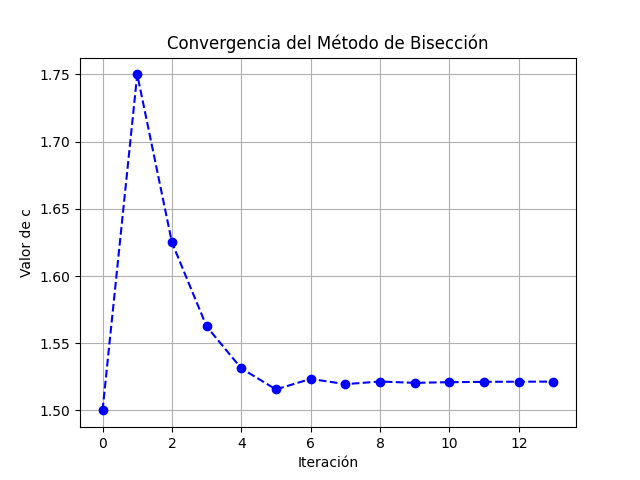 Convergencia del Método de Bisección
Valor de c
1.75
1.70
1.65
1.60
1.55
1.50
0 2 4 6 8 10 12
Iteración